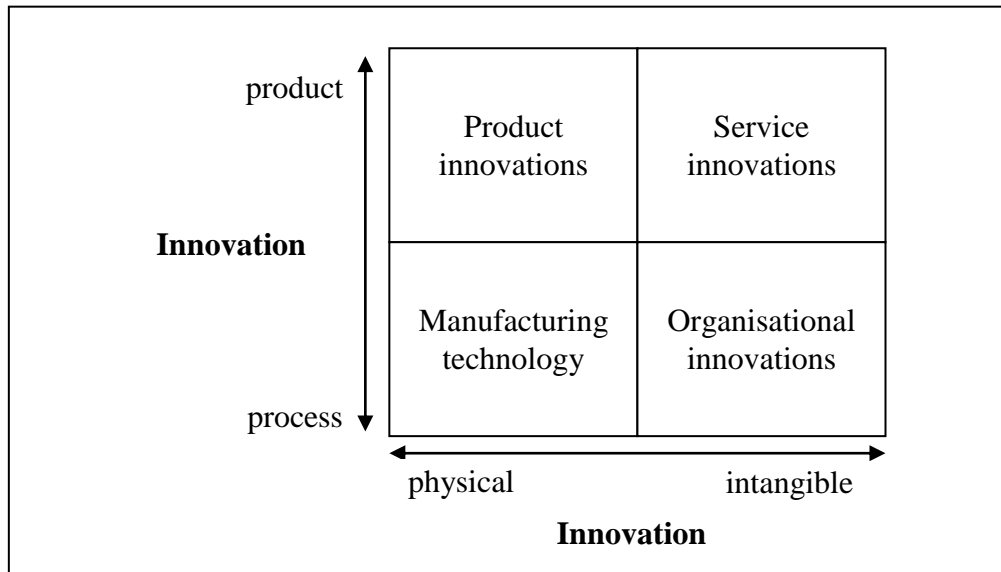 product
Product
innovations
Service
innovations
Innovation
Manufacturing
technology
Organisational
innovations
process
physical
intangible
Innovation